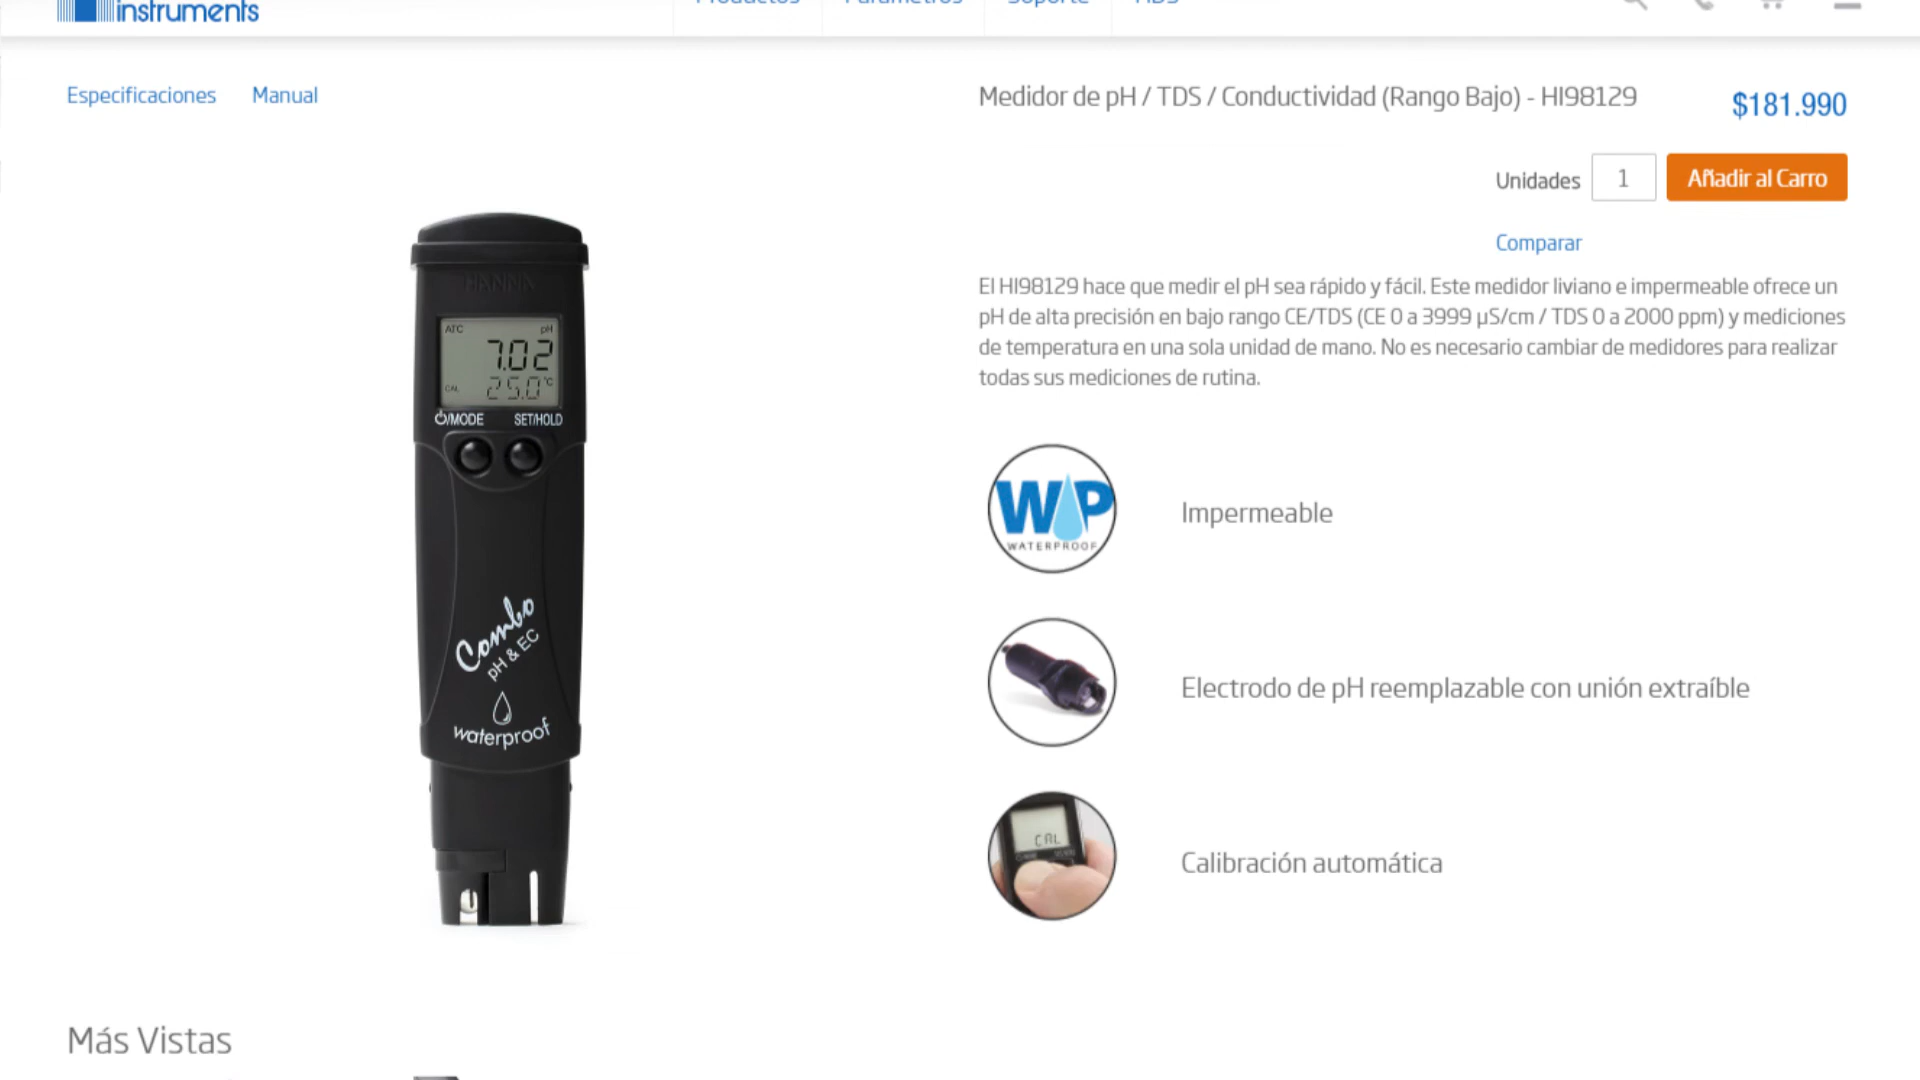 instruments
Productos
Parámetros
Soporte
Especificaciones
Manual
Medidor de pH / TDS / Conductividad (Rango Bajo) - HI98129
$181.990
Unidades
1
Añadir al Carro
Comparar
El HI98129 hace que medir el pH sea rápido y fácil. Este medidor liviano e impermeable ofrece un
pH de alta precisión en bajo rango CE/TDS (CE 0 a 3999 µS/cm / TDS 0 a 2000 ppm) y mediciones
de temperatura en una sola unidad de mano. No es necesario cambiar de medidores para realizar
todas sus mediciones de rutina.
HANNA
ATC
pH
7.02
CAL
25.0 °C
/MODE
SET/HOLD
Combo
pH & EC
waterproof
WP
WATERPROOF
Impermeable
Electrodo de pH reemplazable con unión extraíble
CAL
Calibración automática
Más Vistas